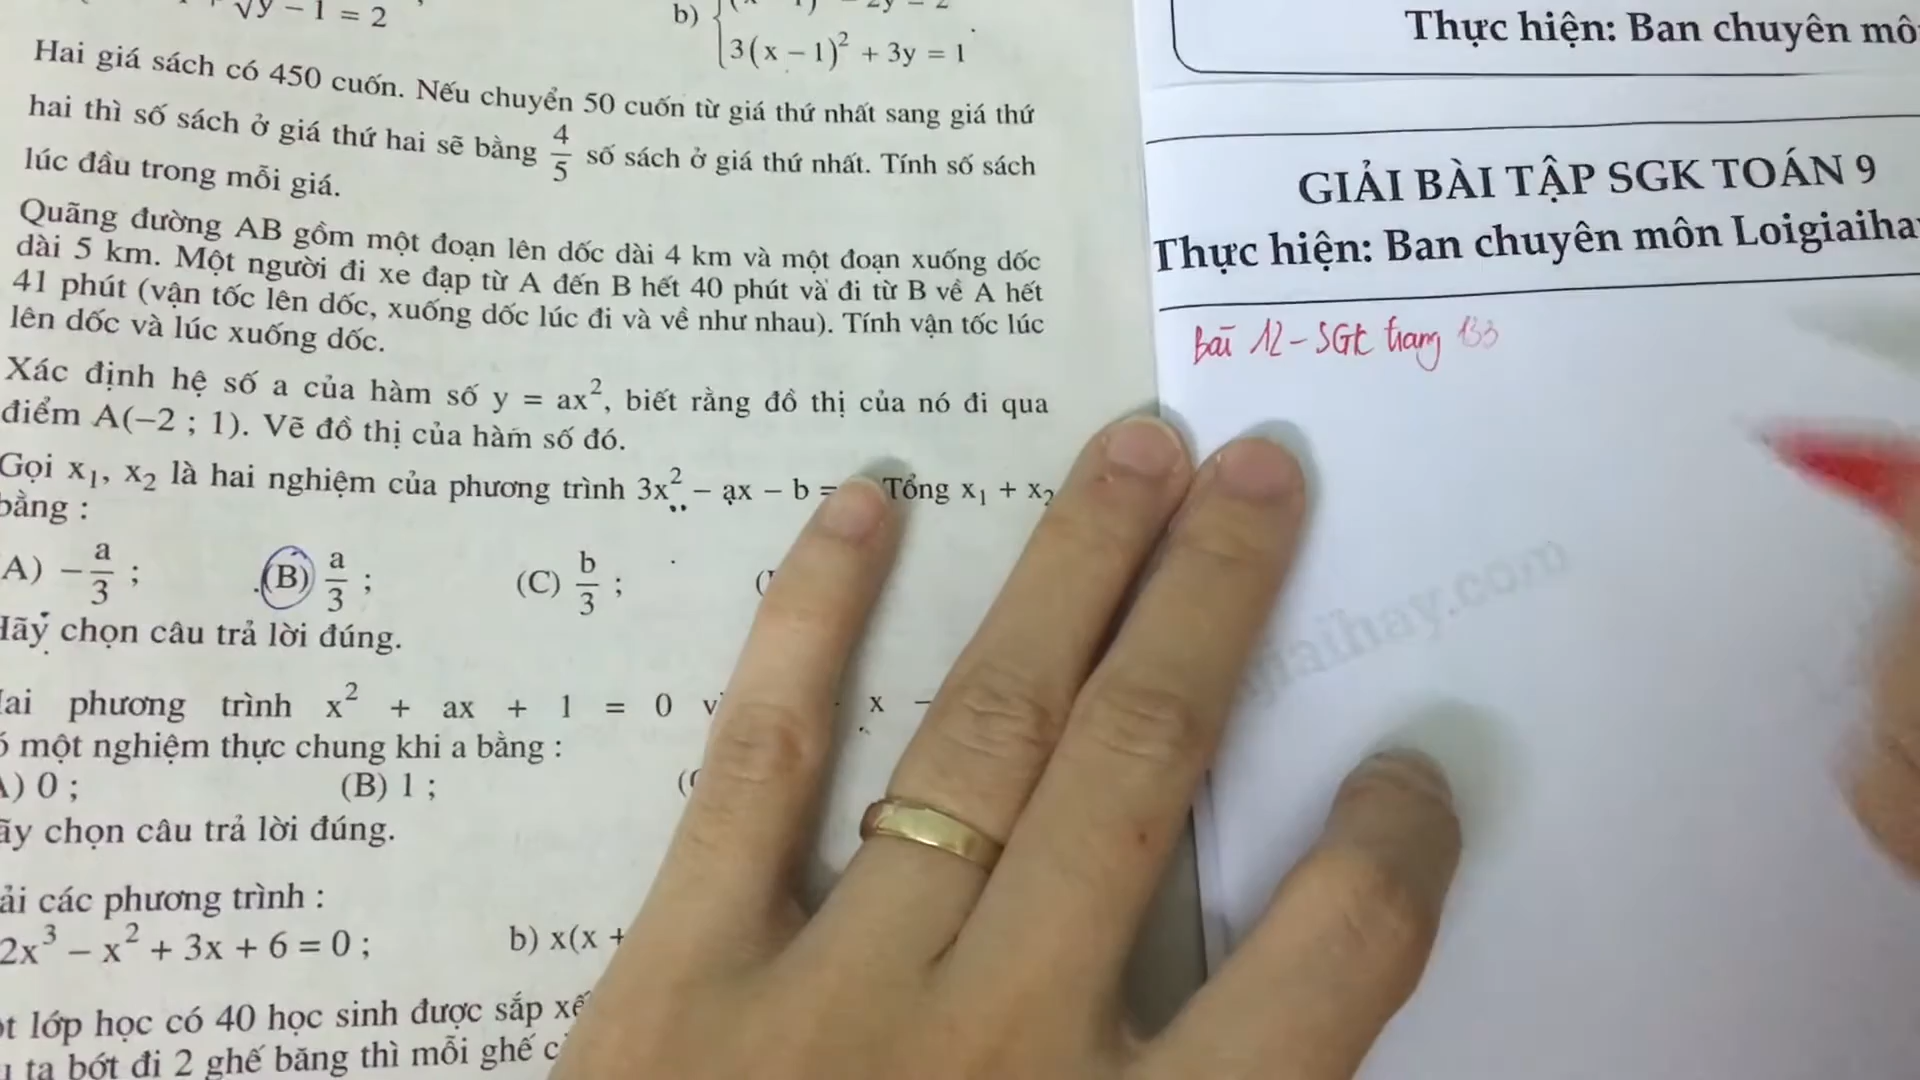 √y − 1 = 2
b)
3(x − 1)² + 3y = 1
Hai giá sách có 450 cuốn. Nếu chuyển 50 cuốn từ giá thứ nhất sang giá thứ
hai thì số sách ở giá thứ hai sẽ bằng 4/5 số sách ở giá thứ nhất. Tính số sách
lúc đầu trong mỗi giá.
Quãng đường AB gồm một đoạn lên dốc dài 4 km và một đoạn xuống dốc
dài 5 km. Một người đi xe đạp từ A đến B hết 40 phút và đi từ B về A hết
41 phút (vận tốc lên dốc, xuống dốc lúc đi và về như nhau). Tính vận tốc lúc
lên dốc và lúc xuống dốc.
Xác định hệ số a của hàm số y = ax², biết rằng đồ thị của nó đi qua
điểm A(−2 ; 1). Vẽ đồ thị của hàm số đó.
Gọi x₁, x₂ là hai nghiệm của phương trình 3x² − ax − b = Tổng x₁ + x₂
bằng :
A) −a/3 ; (B) a/3 ; (C) b/3 ;
Hãy chọn câu trả lời đúng.
phương trình x² + ax + 1 = 0 x −
một nghiệm thực chung khi a bằng :
) 0 ; (B) 1 ;
chọn câu trả lời đúng.
các phương trình :
2x³ − x² + 3x + 6 = 0 ; b) x(x +
lớp học có 40 học sinh được sắp
ta bớt đi 2 ghế băng thì mỗi ghế
Thực hiện: Ban chuyên
GIẢI BÀI TẬP SGK TOÁN 9
Thực hiện: Ban chuyên môn Loigiaiha
Bài 12 – SGK trang 133
giaihay.com